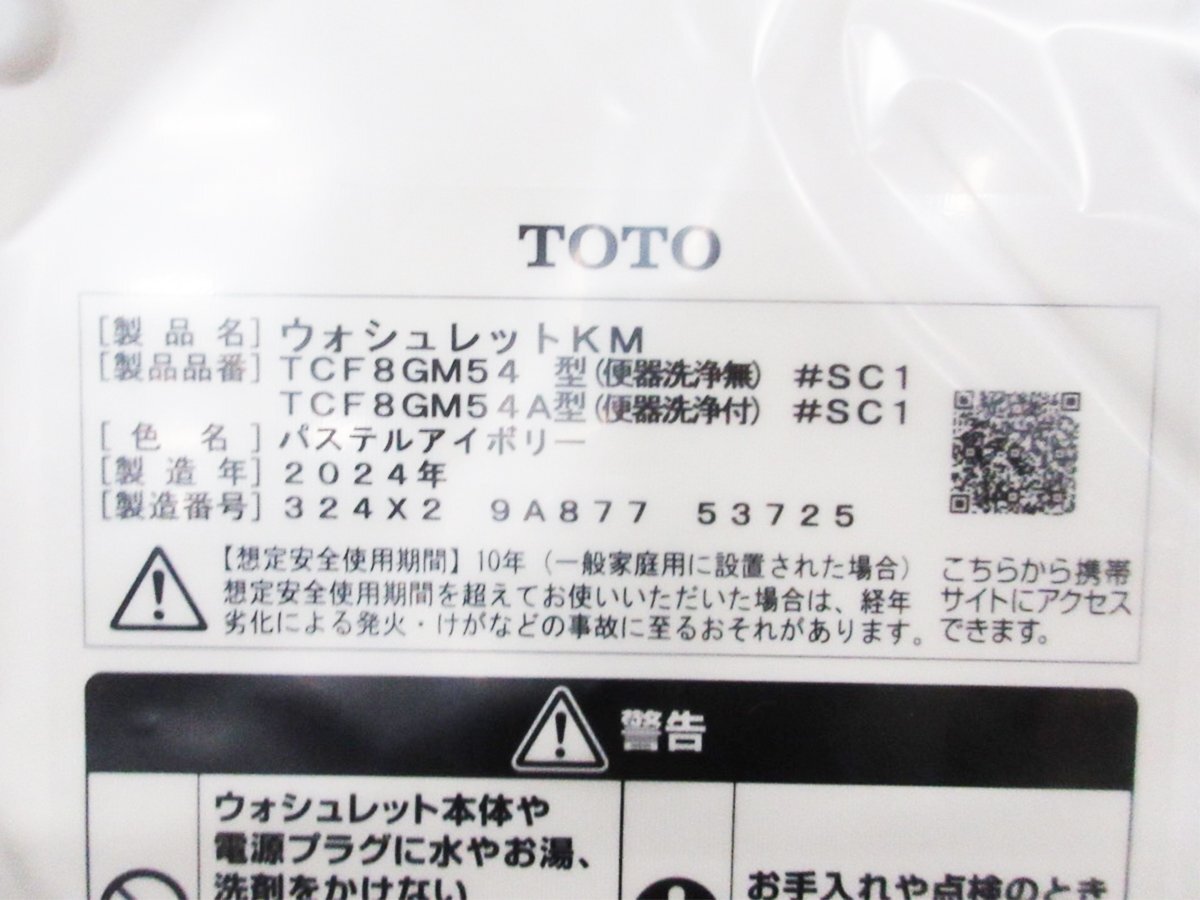 TOTO
[製品名] ウォシュレットKM
[製品品番] TCF8GM54 型(便器洗浄無) #SC1
TCF8GM54A型(便器洗浄付) #SC1
[色名] パステルアイボリー
[製造年] 2024年
[製造番号] 324X2 9A877 53725
【想定安全使用期間】10年（一般家庭用に設置された場合）
想定安全使用期間を超えてお使いいただいた場合は、経年
劣化による発火・けがなどの事故に至るおそれがあります。
こちらから携帯
サイトにアクセス
できます。
警告
ウォシュレット本体や
電源プラグに水やお湯、
洗剤をかけない
お手入れや点検のとき